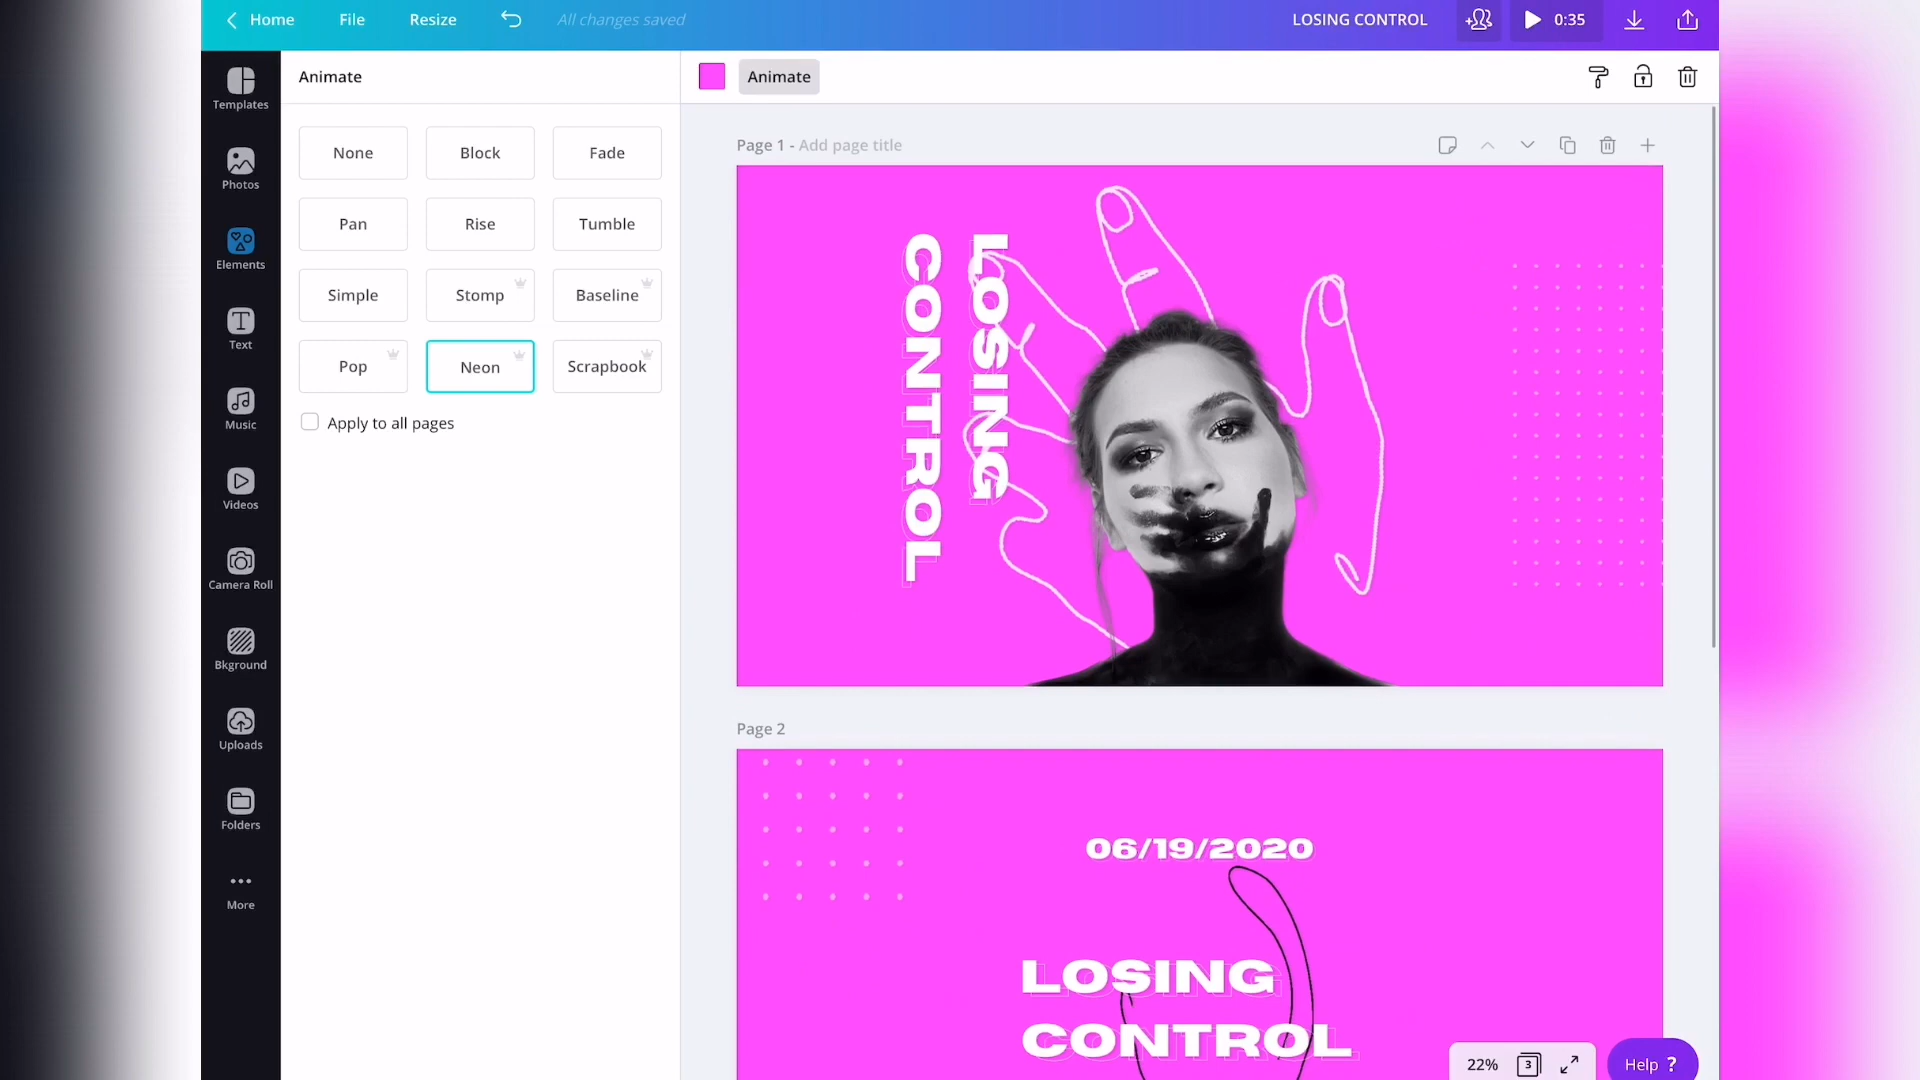 Home File Resize All changes saved LOSING CONTROL 0:35
Templates
Photos
Elements
Text
Music
Videos
Camera Roll
Bkground
Uploads
Folders
More
Animate
None Block Fade
Pan Rise Tumble
Simple Stomp Baseline
Pop Neon Scrapbook
Apply to all pages
Animate
Page 1 - Add page title
LOSING
CONTROL
Page 2
06/19/2020
LOSING
CONTROL
22% 3 Help ?